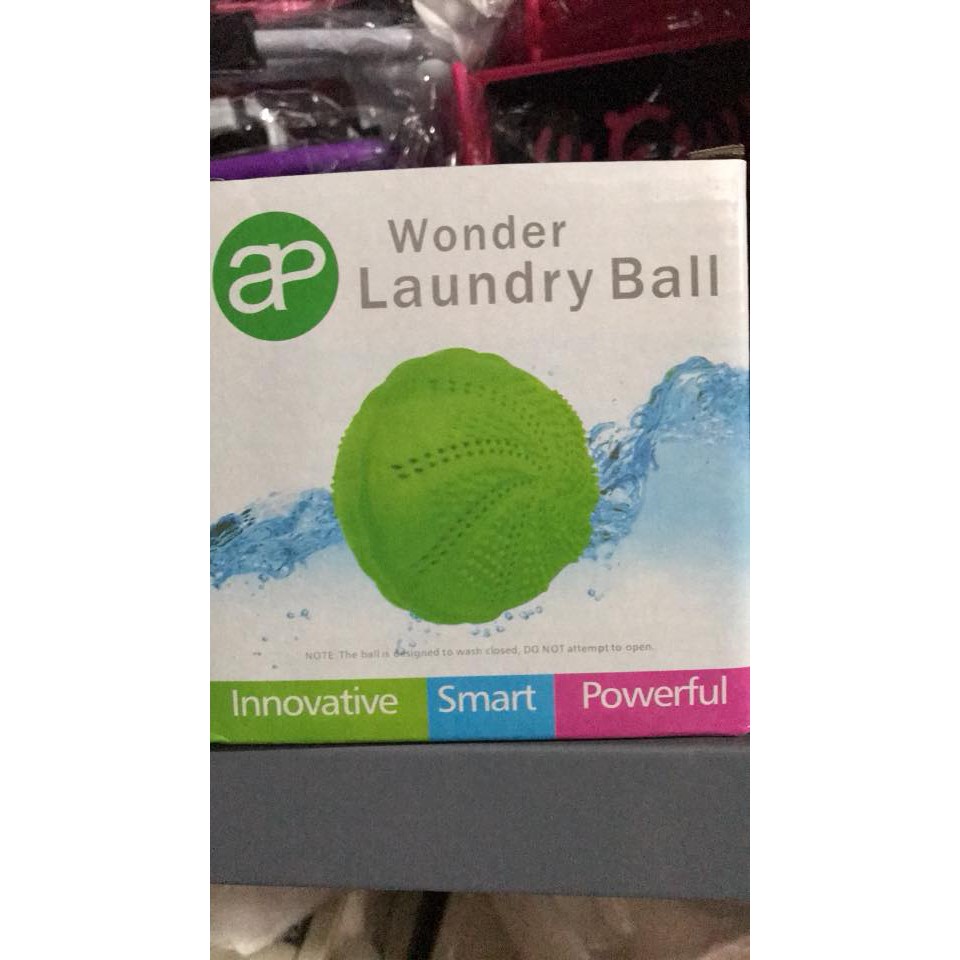 ap
Wonder
Laundry Ball
NOTE: The ball is designed to wash closed, DO NOT attempt to open.
Innovative Smart Powerful